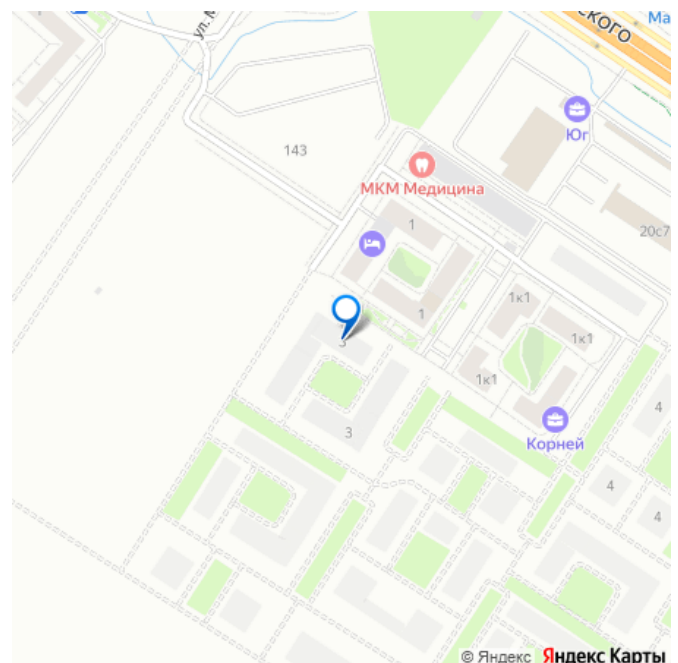 ского
Ма
ул. М
Юг
143
МКМ Медицина
1
20с7
1
1к1
1к1
3
1к1
3
Корней
4
4
4
© Яндекс Яндекс Карты